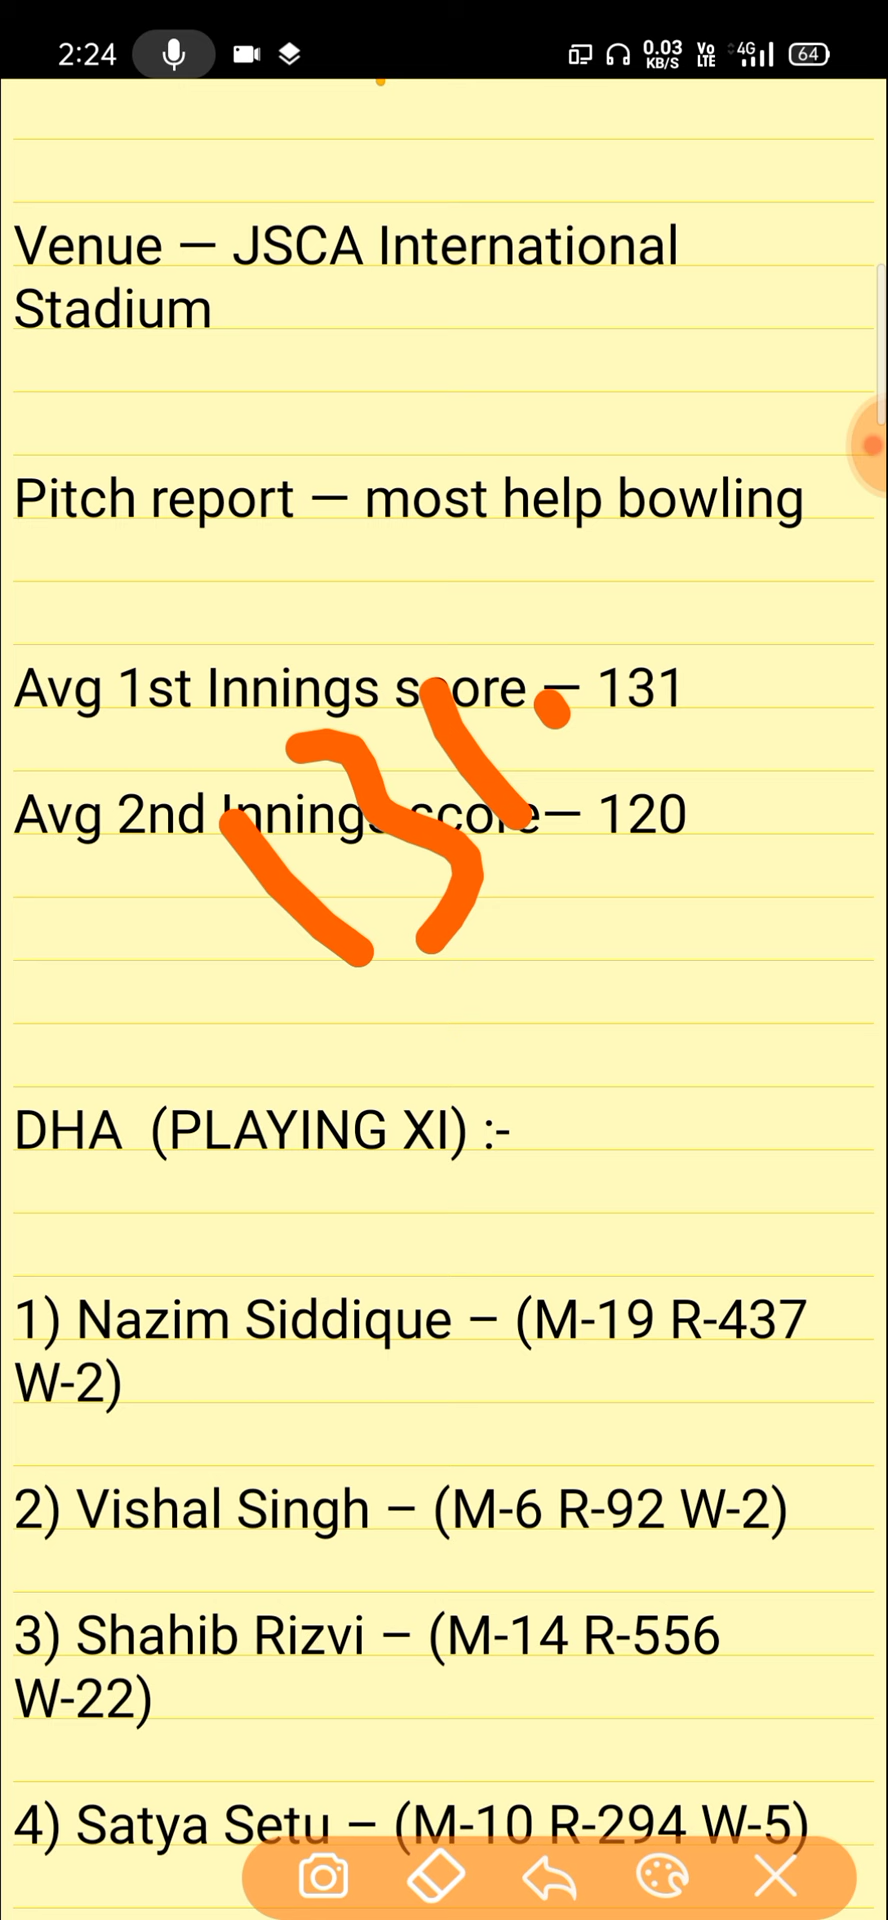 2:24 0.03 KB/S Vo LTE 4G 64
Venue – JSCA International
Stadium
Pitch report – most help bowling
Avg 1st Innings score – 131
Avg 2nd Innings score– 120
DHA (PLAYING XI) :-
1) Nazim Siddique – (M-19 R-437
W-2)
2) Vishal Singh – (M-6 R-92 W-2)
3) Shahib Rizvi – (M-14 R-556
W-22)
4) Satya Setu – (M-10 R-294 W-5)